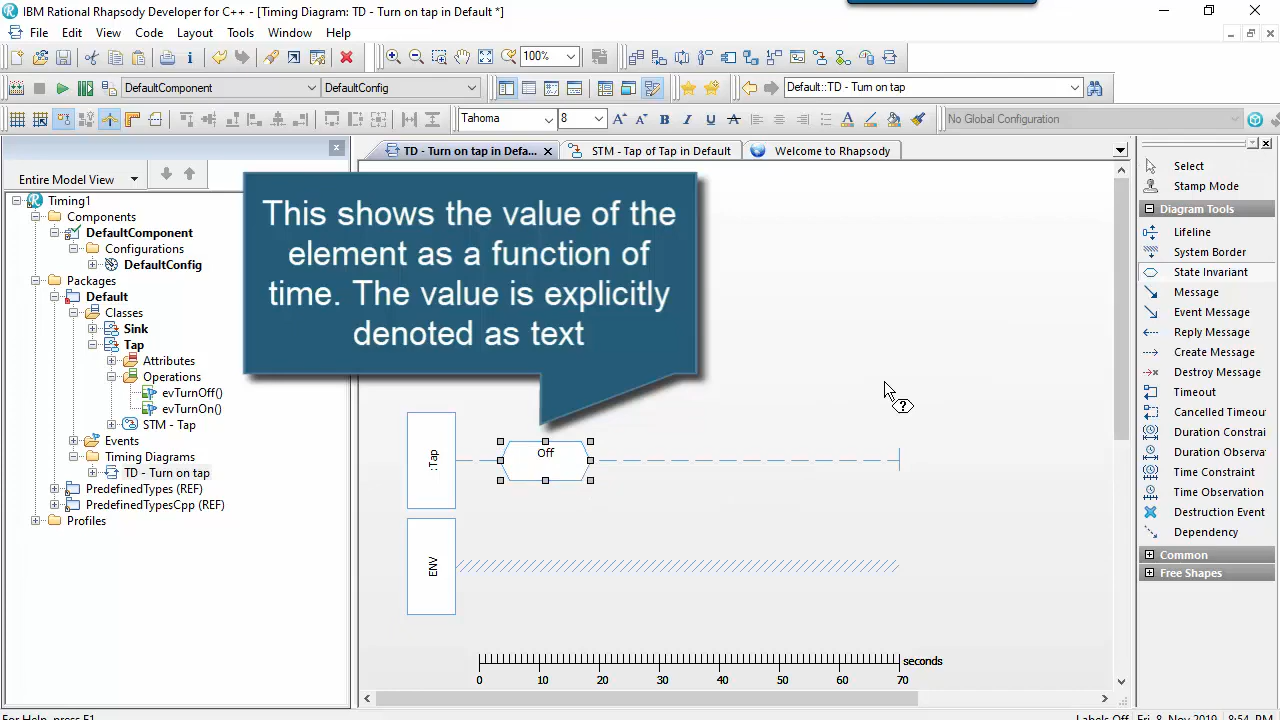 IBM Rational Rhapsody Developer for C++ - [Timing Diagram: TD - Turn on tap in Default *]
File Edit View Code Layout Tools Window Help
100%
DefaultComponent DefaultConfig Default::TD - Turn on tap
Tahoma 8 No Global Configuration
TD - Turn on tap in Defa... STM - Tap of Tap in Default Welcome to Rhapsody
Entire Model View
Timing1
Components
DefaultComponent
Configurations
DefaultConfig
Packages
Default
Classes
Sink
Tap
Attributes
Operations
evTurnOff()
evTurnOn()
STM - Tap
Events
Timing Diagrams
TD - Turn on tap
PredefinedTypes (REF)
PredefinedTypesCpp (REF)
Profiles
This shows the value of the
element as a function of
time. The value is explicitly
denoted as text
:Tap
Off
ENV
seconds
0 10 20 30 40 50 60 70
Select
Stamp Mode
Diagram Tools
Lifeline
System Border
State Invariant
Message
Event Message
Reply Message
Create Message
Destroy Message
Timeout
Cancelled Timeou
Duration Constrai
Duration Observa
Time Constraint
Time Observation
Destruction Event
Dependency
Common
Free Shapes
For Help, press F1 Labels Off Fri, 8, Nov 2019 8:54 PM